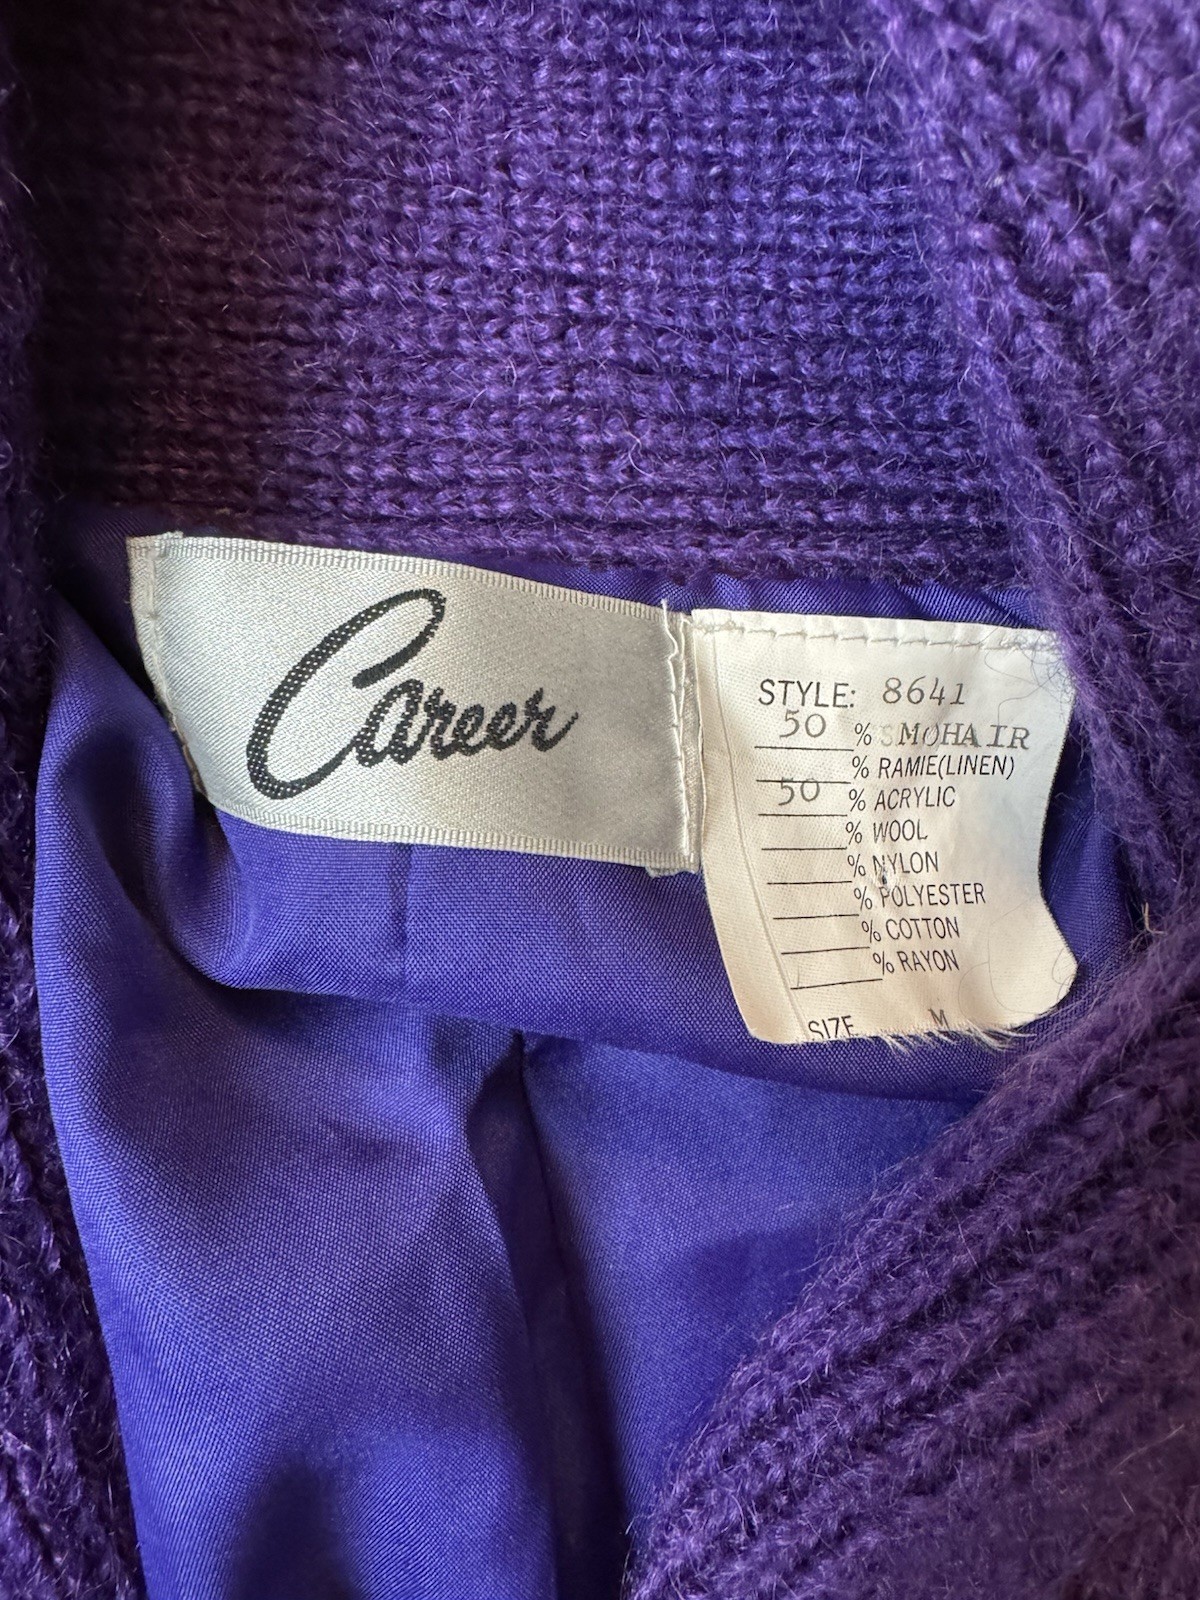 Career
STYLE: 8641
50 % MOHAIR
% RAMIE(LINEN)
50 % ACRYLIC
% WOOL
% NYLON
% POLYESTER
% COTTON
% RAYON
SIZE M